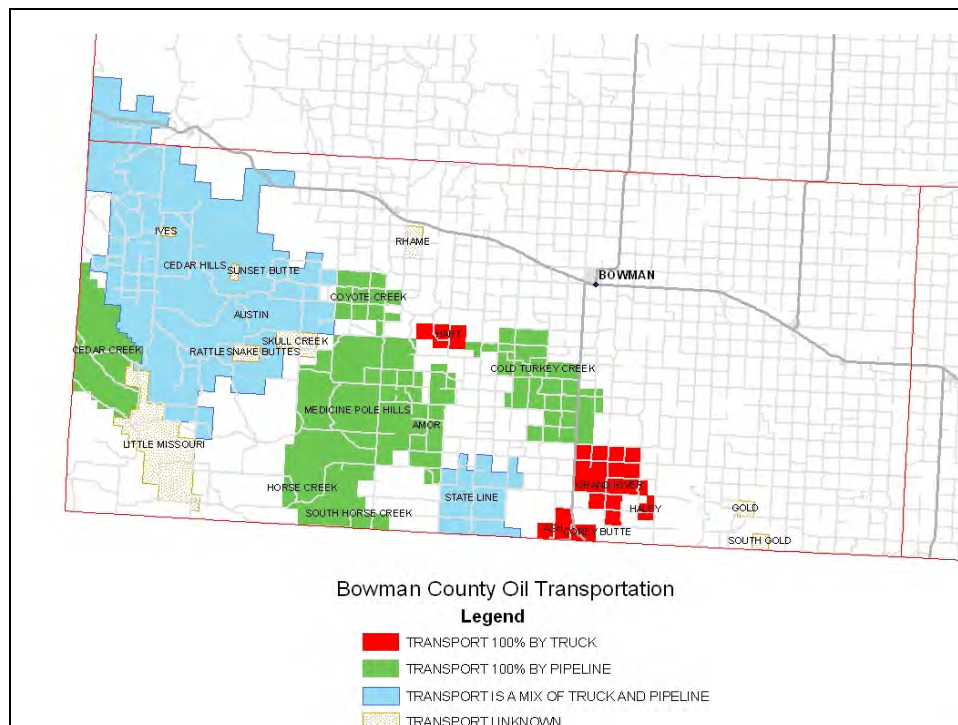 RHAME
IVES
CEDAR HILLS
SUNSET BUTTE
BOWMAN
COYOTE CREEK
AUSTIN
HART
SKULL CREEK
CEDAR CREEK
RATTLE SNAKE BUTTES
COLD TURKEY CREEK
MEDICINE POLE HILLS
AMOR
LITTLE MISSOURI
HORSE CREEK
STATE LINE
GRAND RIVER
HALEY
GOLD
SOUTH HORSE CREEK
ASH
SOUTH GOLD
Bowman County Oil Transportation
Legend
TRANSPORT 100% BY TRUCK
TRANSPORT 100% BY PIPELINE
TRANSPORT IS A MIX OF TRUCK AND PIPELINE
TRANSPORT UNKNOWN